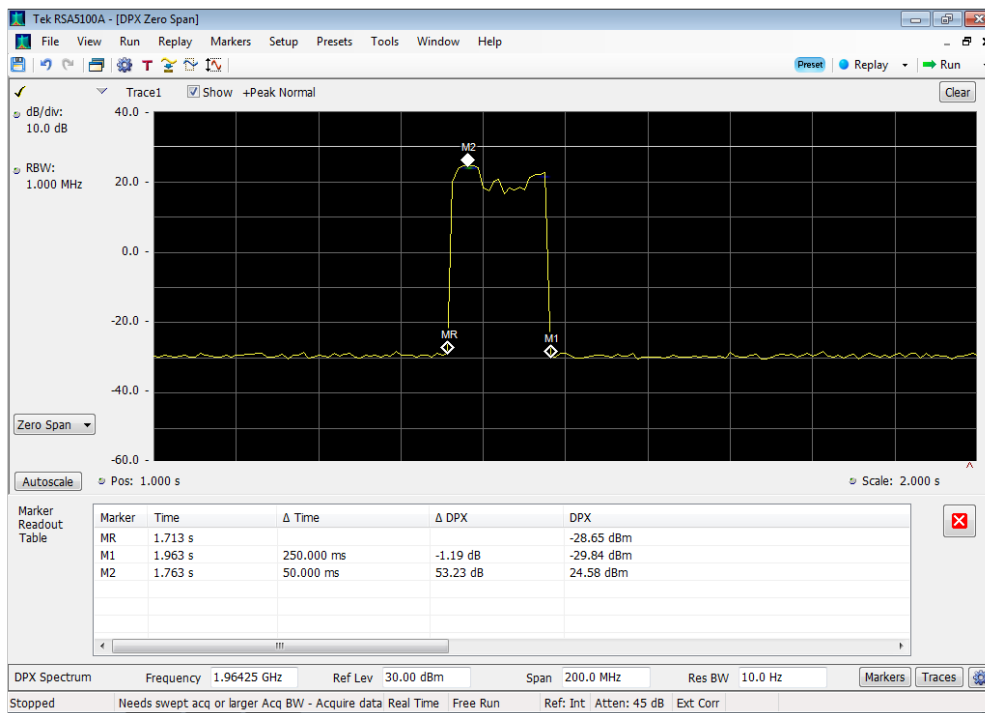 Tek RSA5100A - [DPX Zero Span]
File View Run Replay Markers Setup Presets Tools Window Help
T Preset Replay Run
Trace1 Show +Peak Normal Clear
dB/div:
10.0 dB
RBW:
1.000 MHz
40.0 -
20.0 -
0.0 -
-20.0 -
-40.0 -
-60.0 -
M2
MR
M1
Zero Span
Autoscale Pos: 1.000 s Scale: 2.000 s
Marker
Readout
Table
Marker Time Δ Time Δ DPX DPX
MR 1.713 s -28.65 dBm
M1 1.963 s 250.000 ms -1.19 dB -29.84 dBm
M2 1.763 s 50.000 ms 53.23 dB 24.58 dBm
DPX Spectrum Frequency 1.96425 GHz Ref Lev 30.00 dBm Span 200.0 MHz Res BW 10.0 Hz Markers Traces
Stopped Needs swept acq or larger Acq BW - Acquire data Real Time Free Run Ref: Int Atten: 45 dB Ext Corr